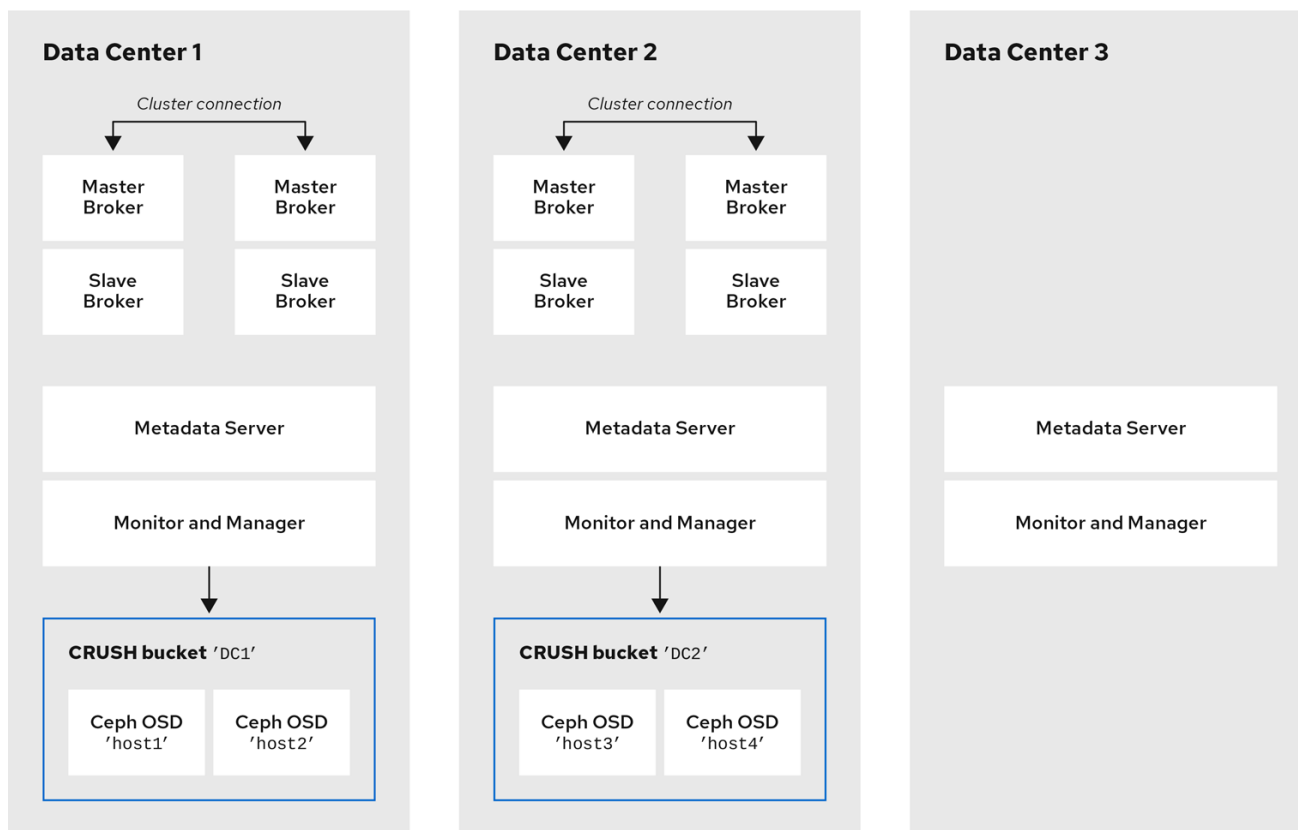 Data Center 1
Cluster connection
Master
Broker
Master
Broker
Slave
Broker
Slave
Broker
Metadata Server
Monitor and Manager
CRUSH bucket ′DC1′
Ceph OSD
′host1′
Ceph OSD
′host2′
Data Center 2
Cluster connection
Master
Broker
Master
Broker
Slave
Broker
Slave
Broker
Metadata Server
Monitor and Manager
CRUSH bucket ′DC2′
Ceph OSD
′host3′
Ceph OSD
′host4′
Data Center 3
Metadata Server
Monitor and Manager